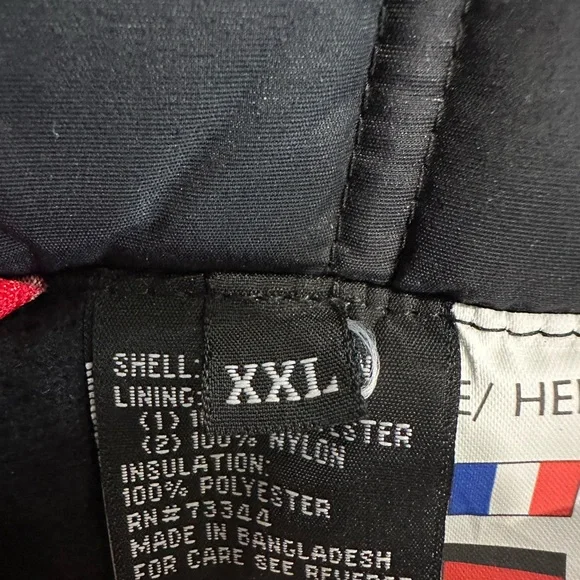 XXL
SHELL:
LINING:
(1)
(2) 100% NYLON
INSULATION:
100% POLYESTER
RN# 73344
MADE IN BANGLADESH
FOR CARE SEE REVERSE
E/ HE